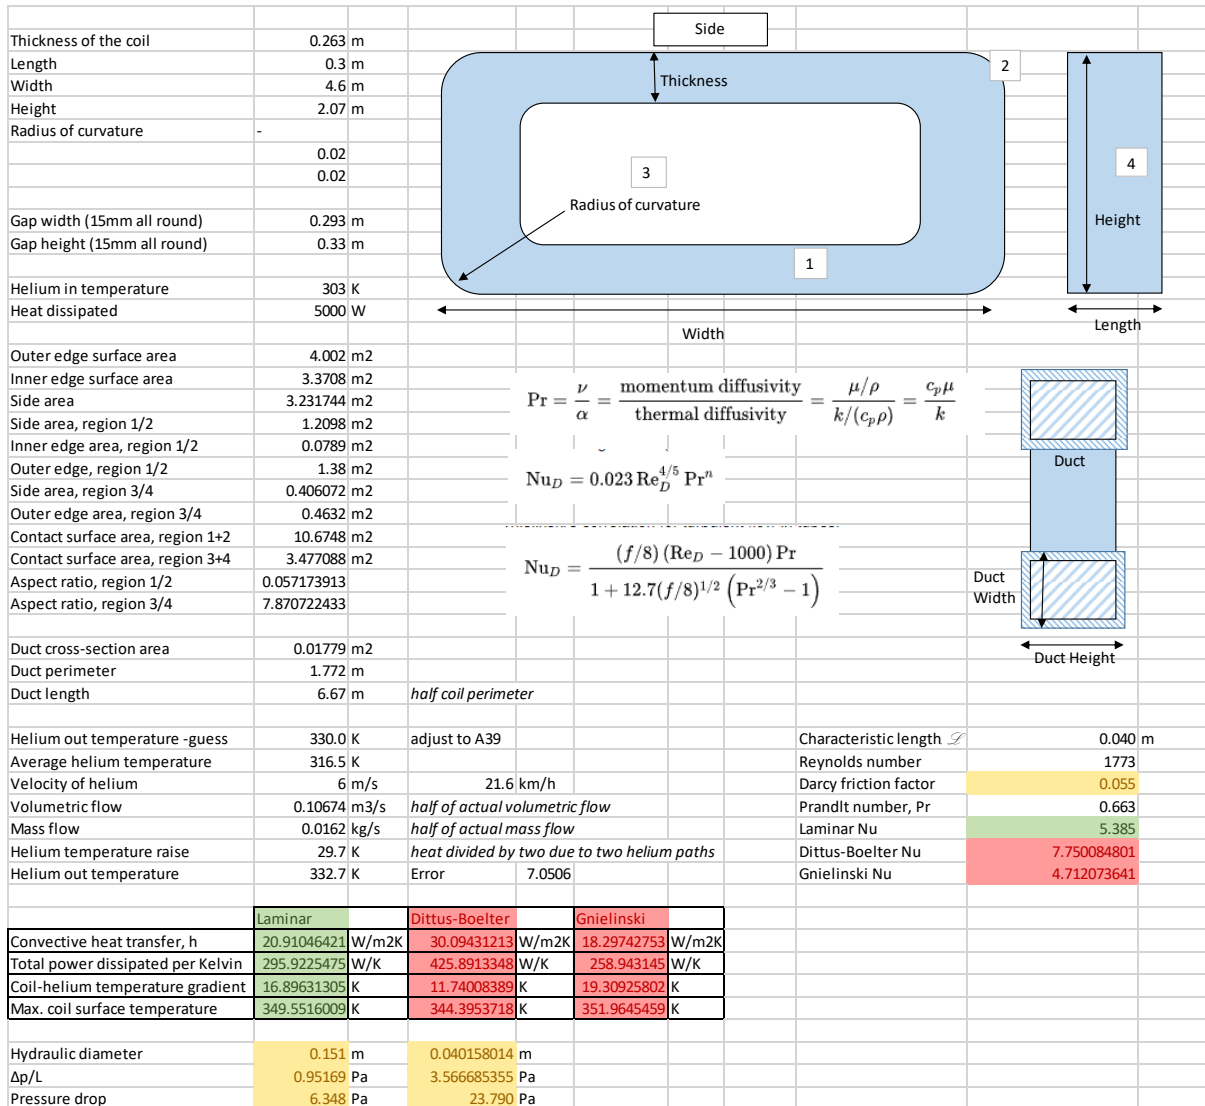 Side
Thickness of the coil 0.263 m
Length 0.3 m
Width 4.6 m
Height 2.07 m
Radius of curvature -
0.02
0.02
Gap width (15mm all round) 0.293 m
Gap height (15mm all round) 0.33 m
Helium in temperature 303 K
Heat dissipated 5000 W
2
Thickness
3
4
Radius of curvature
Height
1
Width
Length
Outer edge surface area 4.002 m2
Inner edge surface area 3.3708 m2
Side area 3.231744 m2
Side area, region 1/2 1.2098 m2
Inner edge area, region 1/2 0.0789 m2
Outer edge, region 1/2 1.38 m2
Side area, region 3/4 0.406072 m2
Outer edge area, region 3/4 0.4632 m2
Contact surface area, region 1+2 10.6748 m2
Contact surface area, region 3+4 3.477088 m2
Aspect ratio, region 1/2 0.057173913
Aspect ratio, region 3/4 7.870722433
Pr = ν/α = momentum diffusivity/thermal diffusivity = μ/ρ / k/(c_p ρ) = c_p μ/k
Nu_D = 0.023 Re_D^{4/5} Pr^n
Nu_D = (f/8) (Re_D − 1000) Pr / 1 + 12.7(f/8)^{1/2} (Pr^{2/3} − 1)
Duct
Duct
Width
Duct Height
Duct cross-section area 0.01779 m2
Duct perimeter 1.772 m
Duct length 6.67 m half coil perimeter
Helium out temperature -guess 330.0 K adjust to A39 Characteristic length ℒ 0.040 m
Average helium temperature 316.5 K Reynolds number 1773
Velocity of helium 6 m/s 21.6 km/h Darcy friction factor 0.055
Volumetric flow 0.10674 m3/s half of actual volumetric flow Prandlt number, Pr 0.663
Mass flow 0.0162 kg/s half of actual mass flow Laminar Nu 5.385
Helium temperature raise 29.7 K heat divided by two due to two helium paths Dittus-Boelter Nu 7.750084801
Helium out temperature 332.7 K Error 7.0506 Gnielinski Nu 4.712073641
Laminar Dittus-Boelter Gnielinski
Convective heat transfer, h 20.91046421 W/m2K 30.09431213 W/m2K 18.29742753 W/m2K
Total power dissipated per Kelvin 295.9225475 W/K 425.8913348 W/K 258.943145 W/K
Coil-helium temperature gradient 16.89631305 K 11.74008389 K 19.30925802 K
Max. coil surface temperature 349.5516009 K 344.3953718 K 351.9645459 K
Hydraulic diameter 0.151 m 0.040158014 m
Δp/L 0.95169 Pa 3.566685355 Pa
Pressure drop 6.348 Pa 23.790 Pa